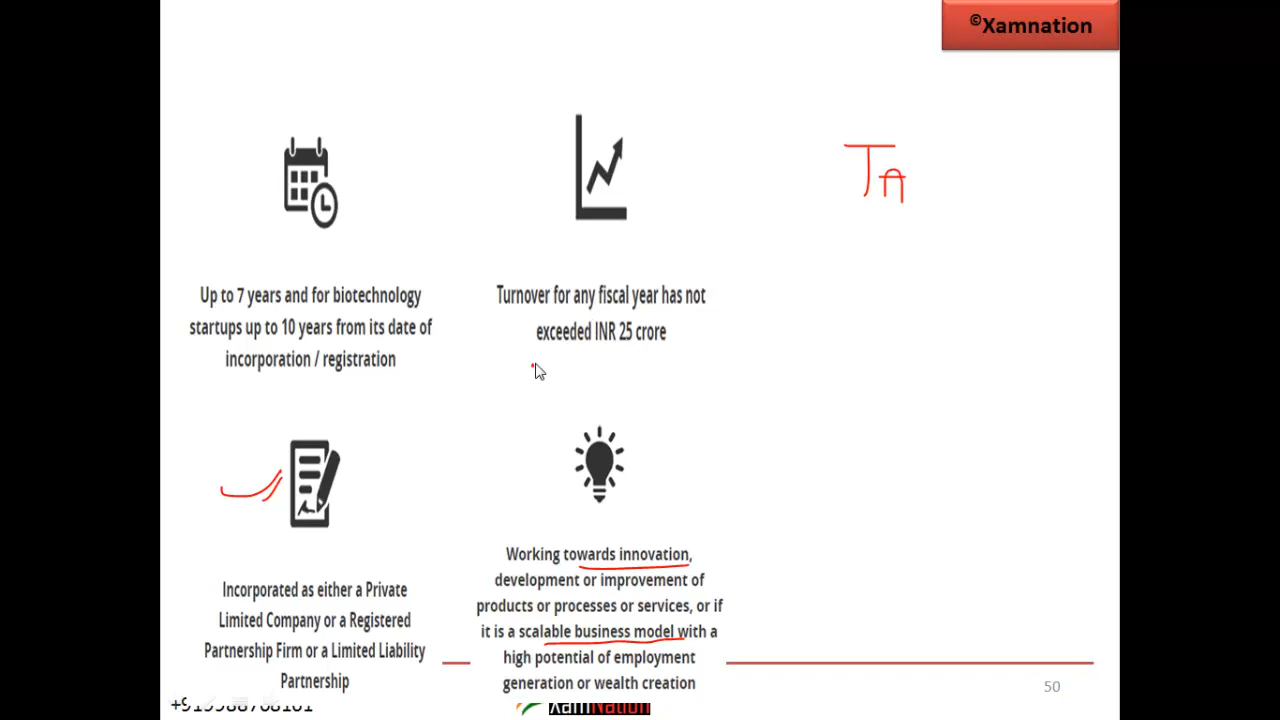 ©Xamnation
TA
Up to 7 years and for biotechnology
startups up to 10 years from its date of
incorporation / registration
Turnover for any fiscal year has not
exceeded INR 25 crore
Incorporated as either a Private
Limited Company or a Registered
Partnership Firm or a Limited Liability
Partnership
Working towards innovation,
development or improvement of
products or processes or services, or if
it is a scalable business model with a
high potential of employment
generation or wealth creation
50
XamNation